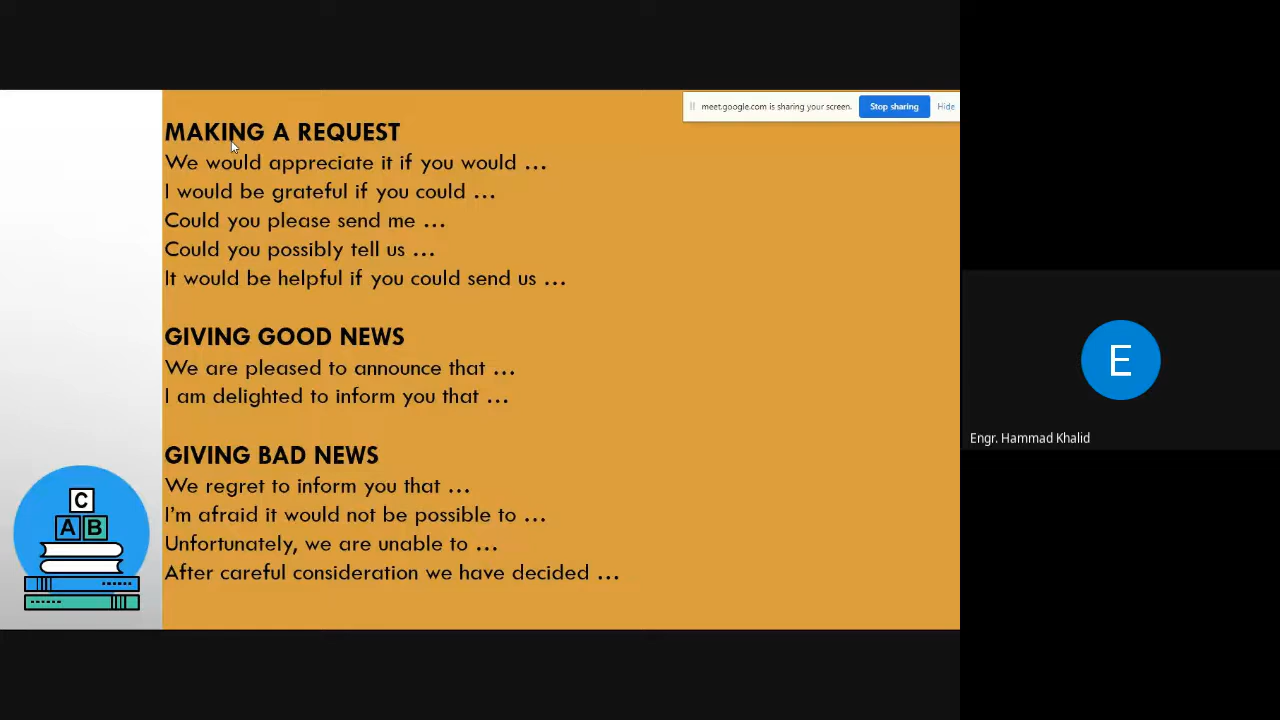 meet.google.com is sharing your screen.
Stop sharing
Hide
MAKING A REQUEST
We would appreciate it if you would ...
I would be grateful if you could ...
Could you please send me ...
Could you possibly tell us ...
It would be helpful if you could send us ...
GIVING GOOD NEWS
We are pleased to announce that ...
I am delighted to inform you that ...
GIVING BAD NEWS
We regret to inform you that ...
I'm afraid it would not be possible to ...
Unfortunately, we are unable to ...
After careful consideration we have decided ...
C
A B
E
Engr. Hammad Khalid